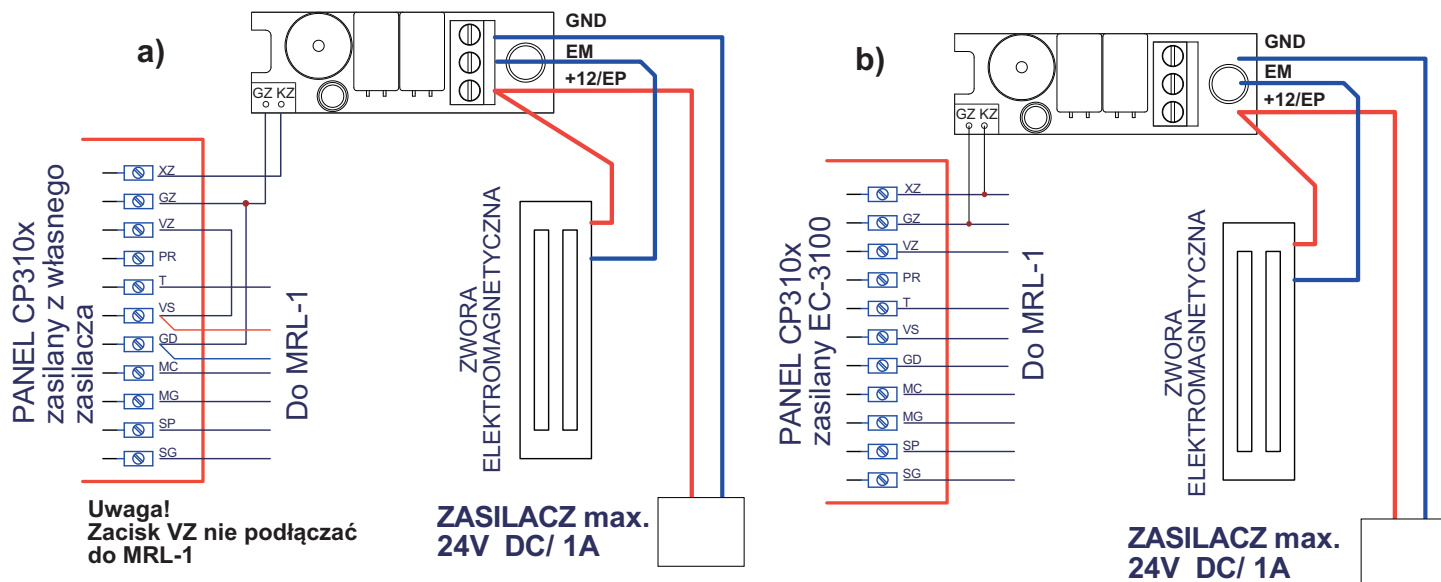 a)
GND
EM
+12/EP
GZ KZ
PANEL CP310x
zasilany z własnego
zasilacza
XZ
GZ
VZ
PR
T
VS
GD
MC
MG
SP
SG
Do MRL-1
ZWORA
ELEKTROMAGNETYCZNA
Uwaga!
Zacisk VZ nie podłączać
do MRL-1
ZASILACZ max.
24V DC/ 1A
b)
GND
EM
+12/EP
GZ KZ
PANEL CP310x
zasilany EC-3100
XZ
GZ
VZ
PR
T
VS
GD
MC
MG
SP
SG
Do MRL-1
ZWORA
ELEKTROMAGNETYCZNA
ZASILACZ max.
24V DC/ 1A